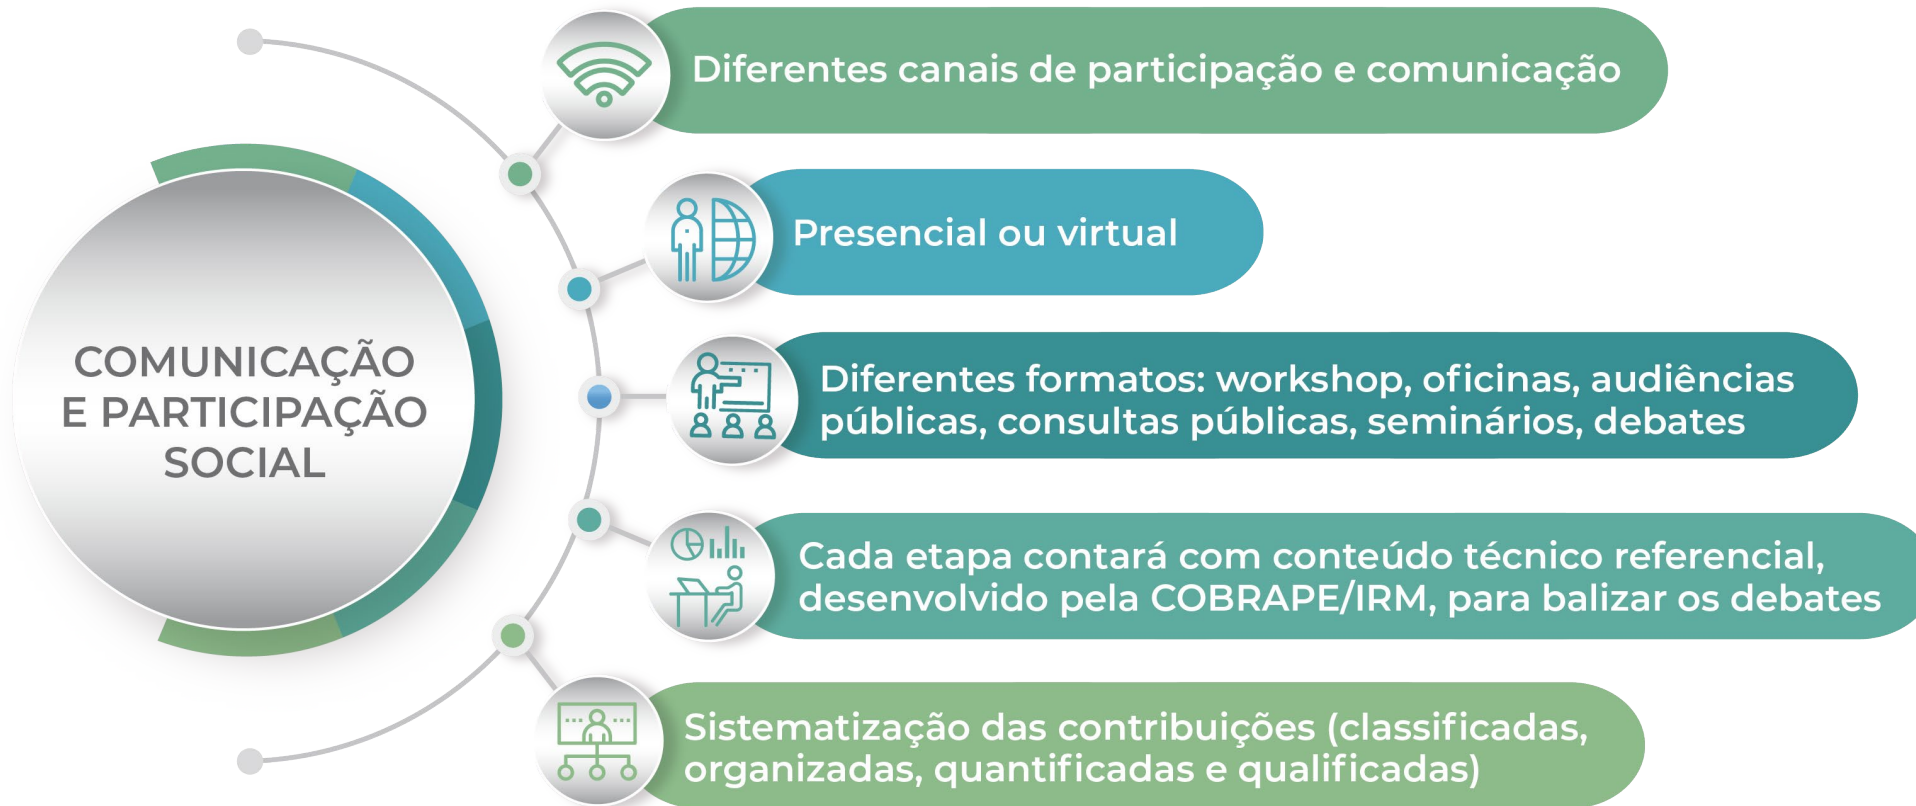 COMUNICAÇÃO
E PARTICIPAÇÃO
SOCIAL
Diferentes canais de participação e comunicação
Presencial ou virtual
Diferentes formatos: workshop, oficinas, audiências
públicas, consultas públicas, seminários, debates
Cada etapa contará com conteúdo técnico referencial,
desenvolvido pela COBRAPE/IRM, para balizar os debates
Sistematização das contribuições (classificadas,
organizadas, quantificadas e qualificadas)